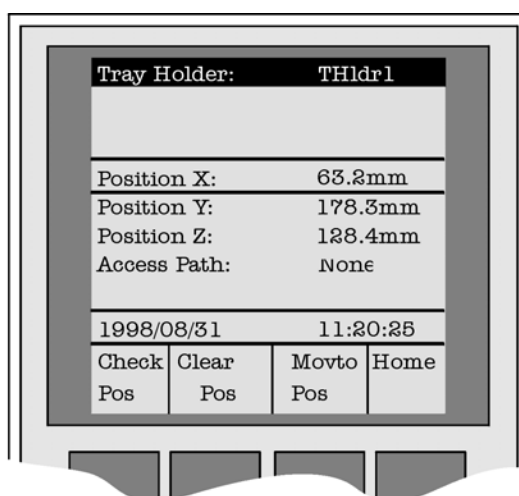 Tray Holder: THldr1
Position X: 63.2mm
Position Y: 178.3mm
Position Z: 128.4mm
Access Path: None
1998/08/31 11:20:25
Check Clear Movto Home
Pos Pos Pos